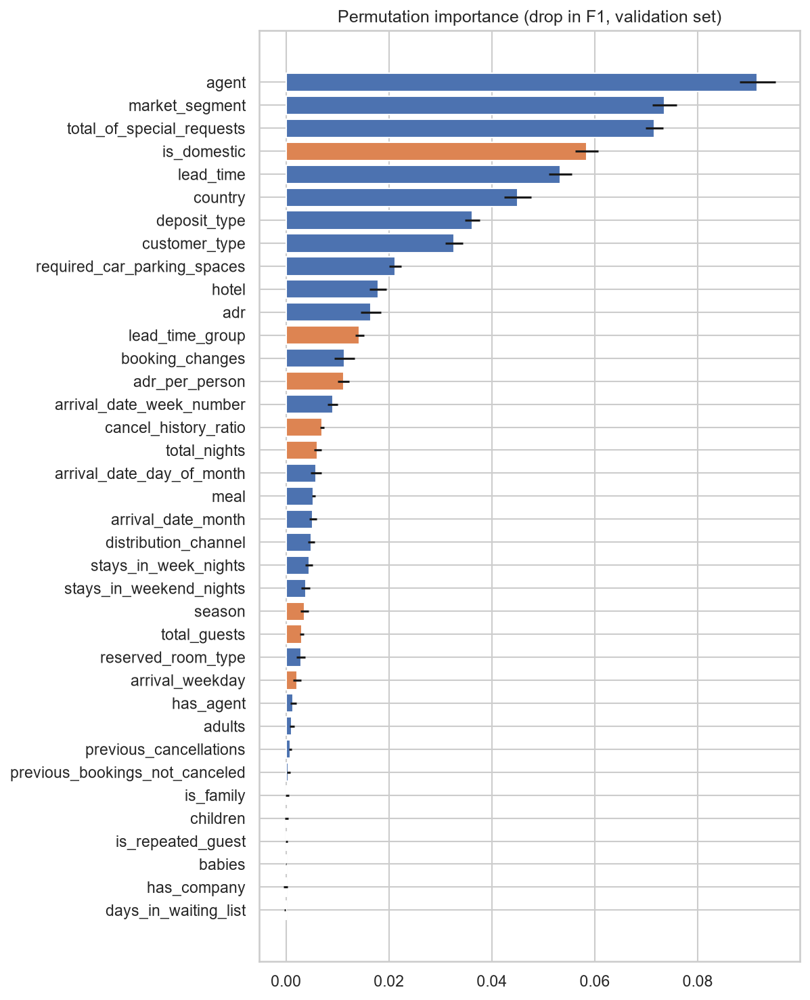 Permutation importance (drop in F1, validation set)
agent
market_segment
total_of_special_requests
is_domestic
lead_time
country
deposit_type
customer_type
required_car_parking_spaces
hotel
adr
lead_time_group
booking_changes
adr_per_person
arrival_date_week_number
cancel_history_ratio
total_nights
arrival_date_day_of_month
meal
arrival_date_month
distribution_channel
stays_in_week_nights
stays_in_weekend_nights
season
total_guests
reserved_room_type
arrival_weekday
has_agent
adults
previous_cancellations
previous_bookings_not_canceled
is_family
children
is_repeated_guest
babies
has_company
days_in_waiting_list
0.00 0.02 0.04 0.06 0.08